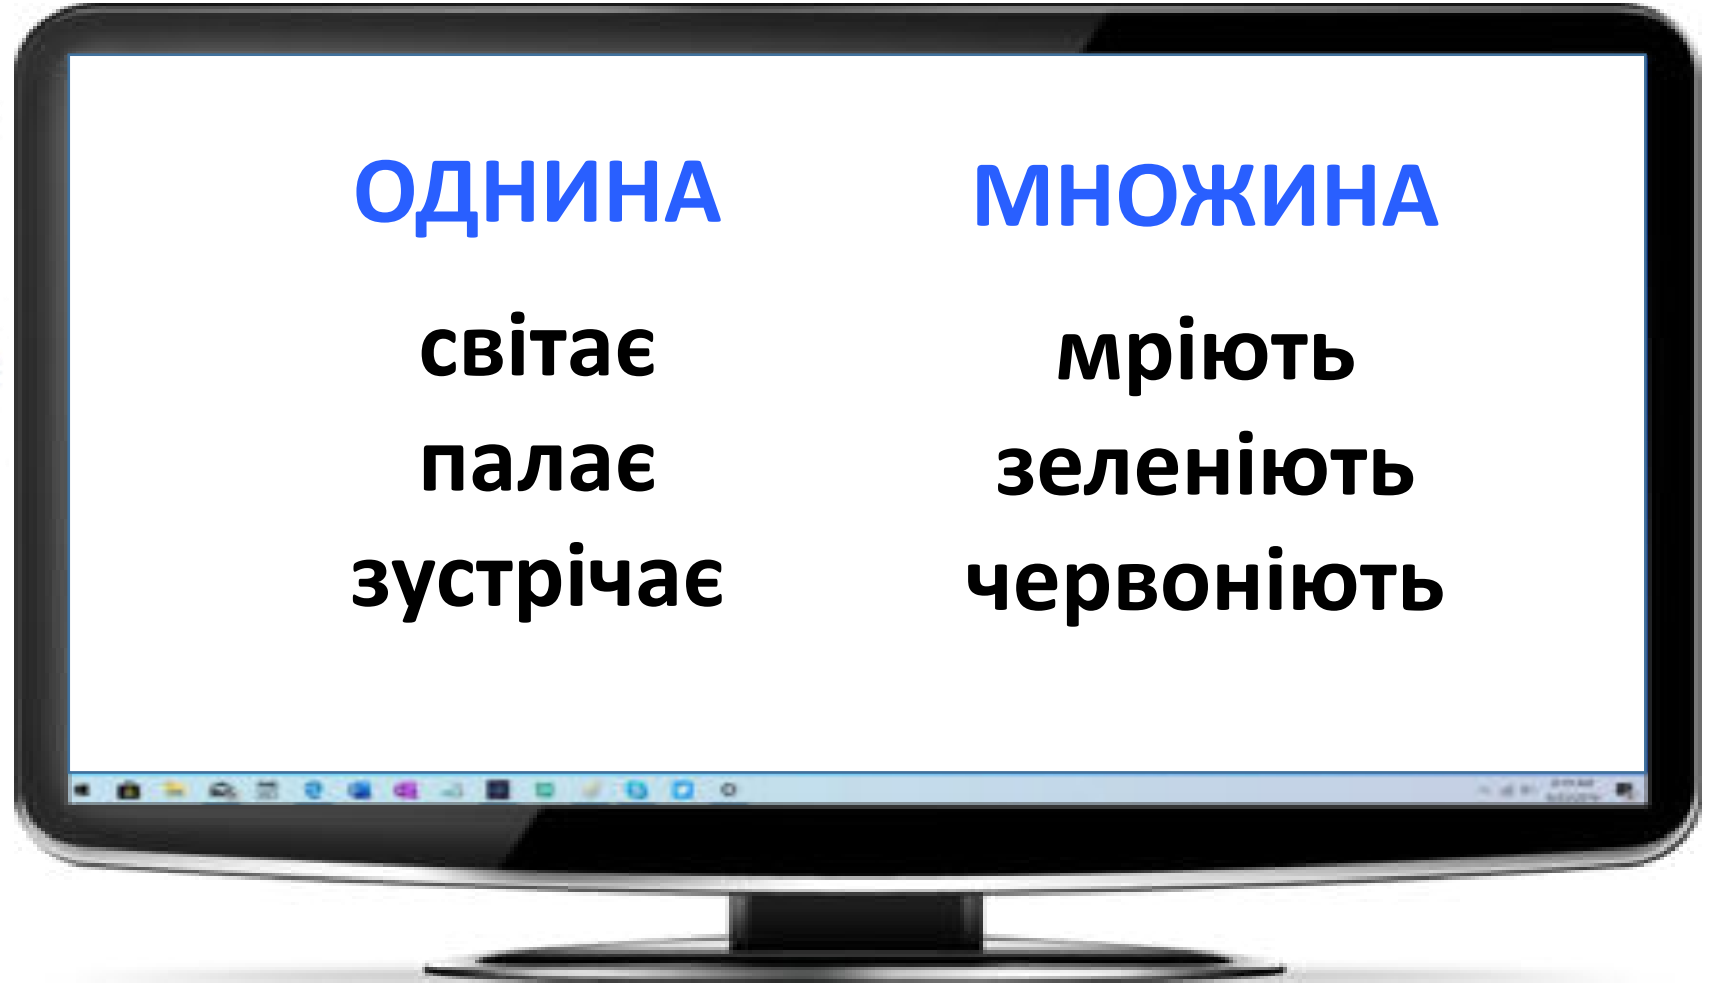 ОДНИНА
світає
палає
зустрічає
МНОЖИНА
мріють
зеленіють
червоніють